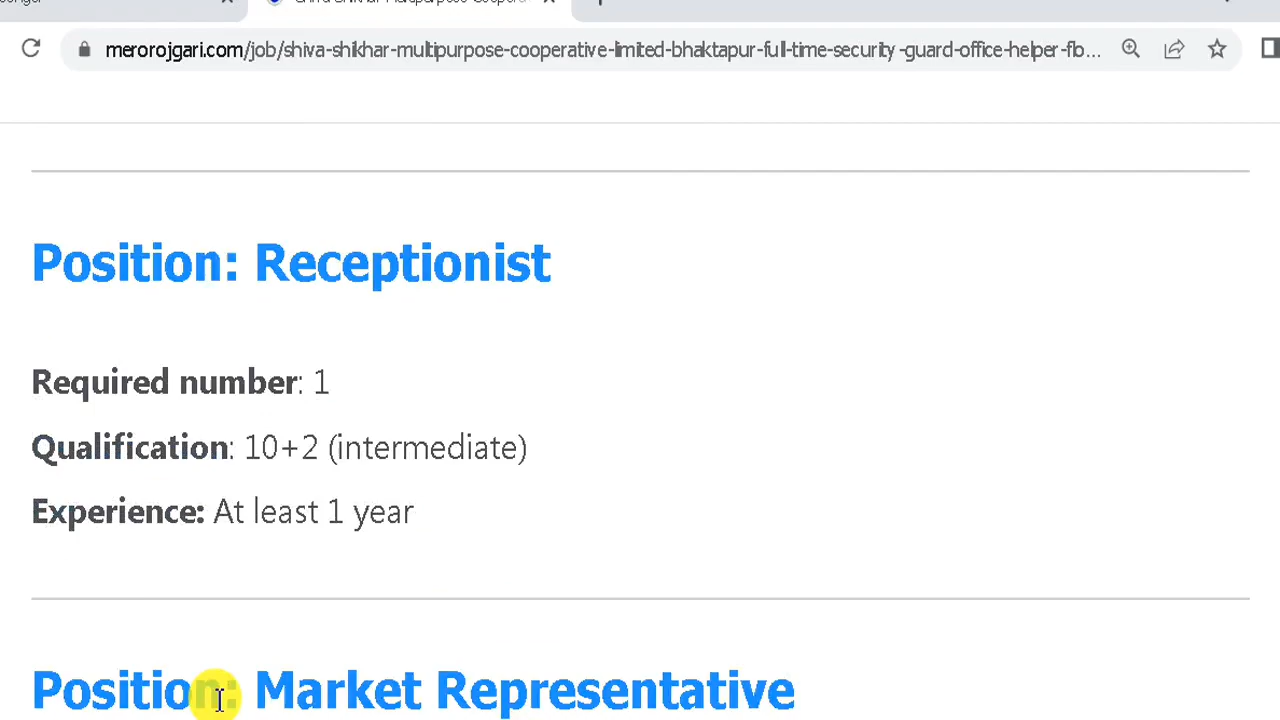 merorojgari.com/job/shiva-shikhar-multipurpose-cooperative-limited-bhaktapur-full-time-security-guard-office-helper-fb...
Position: Receptionist
Required number: 1
Qualification: 10+2 (intermediate)
Experience: At least 1 year
Position: Market Representative